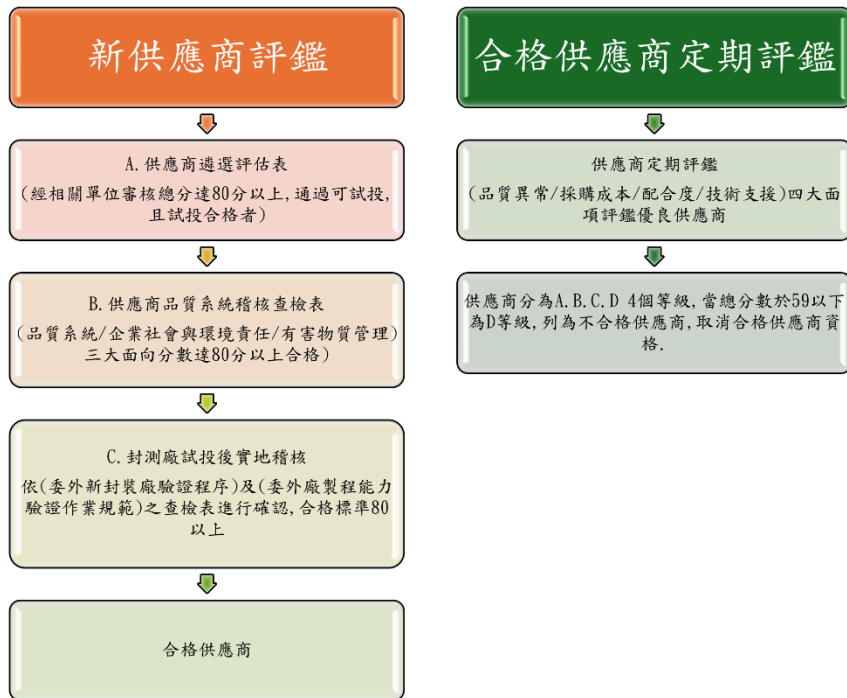 新供應商評鑑
A.供應商遴選評估表
(經相關單位審核總分達80分以上,通過可試投,
且試投合格者)
B.供應商品質系統稽核查檢表
(品質系統/企業社會與環境責任/有害物質管理)
三大面向分數達80分以上合格)
C.封測廠試投後實地稽核
依(委外新封裝廠驗證程序)及(委外廠製程能力
驗證作業規範)之查檢表進行確認,合格標準80
以上
合格供應商
合格供應商定期評鑑
供應商定期評鑑
(品質異常/採購成本/配合度/技術支援)四大面
項評鑑優良供應商
供應商分為A.B.C.D 4個等級,當總分數於59以下
為D等級,列為不合格供應商,取消合格供應商資
格.